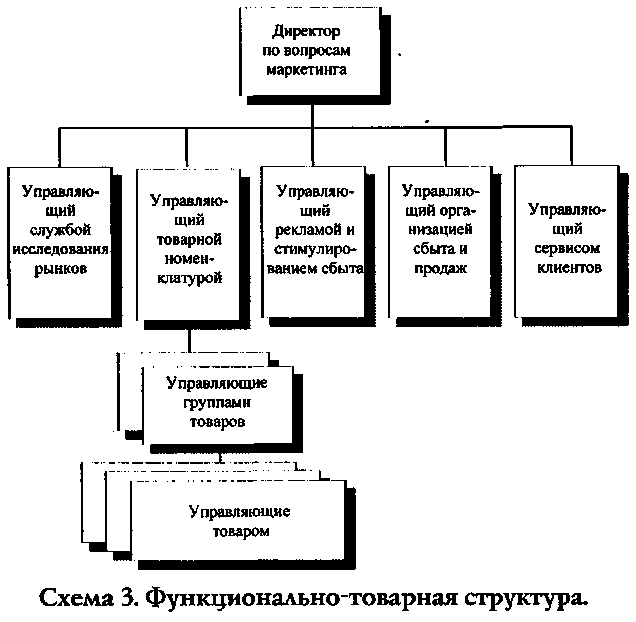 Директор
по вопросам
маркетинга
Управляю-
щий
службой
исследования
рынков
Управляю-
щий
товарной
номен-
клатурой
Управляю-
щий
рекламой и
стимулиро-
ванием сбыта
Управляю-
щий орга-
низацией
сбыта и
продаж
Управляю-
щий
сервисом
клиентов
Управляющие
группами
товаров
Управляющие
товаром
Схема 3. Функционально-товарная структура.